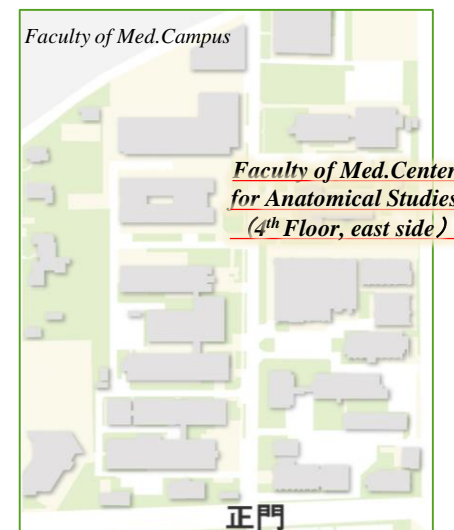 Faculty of Med.Campus
Faculty of Med.Center
for Anatomical Studies
(4th Floor, east side)
正門